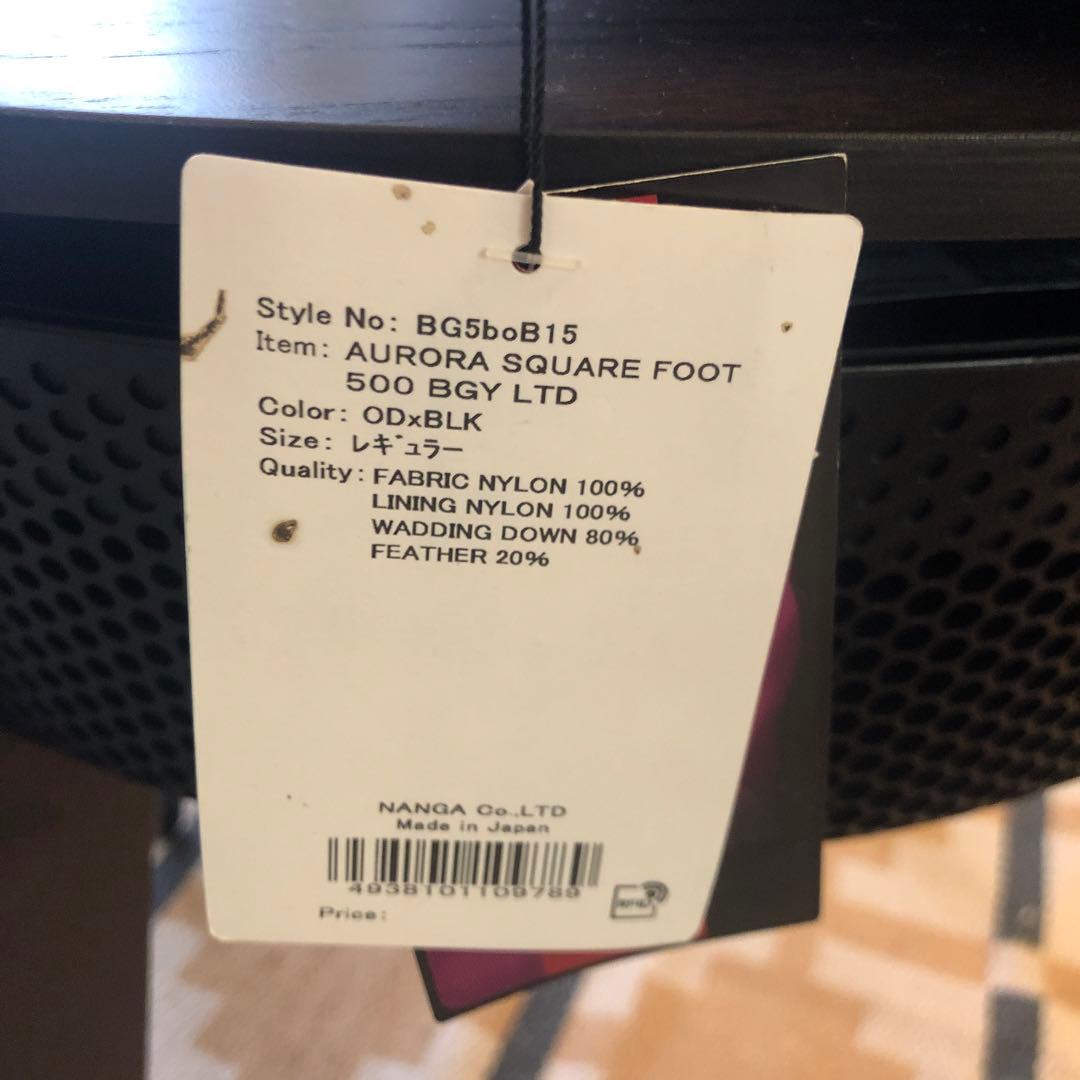 Style No: BG5boB15
Item: AURORA SQUARE FOOT
500 BGY LTD
Color: ODxBLK
Size: ﾚｷﾞｭﾗｰ
Quality: FABRIC NYLON 100%
LINING NYLON 100%
WADDING DOWN 80%
FEATHER 20%
NANGA Co.,LTD
Made in Japan
4938101109789
Price: